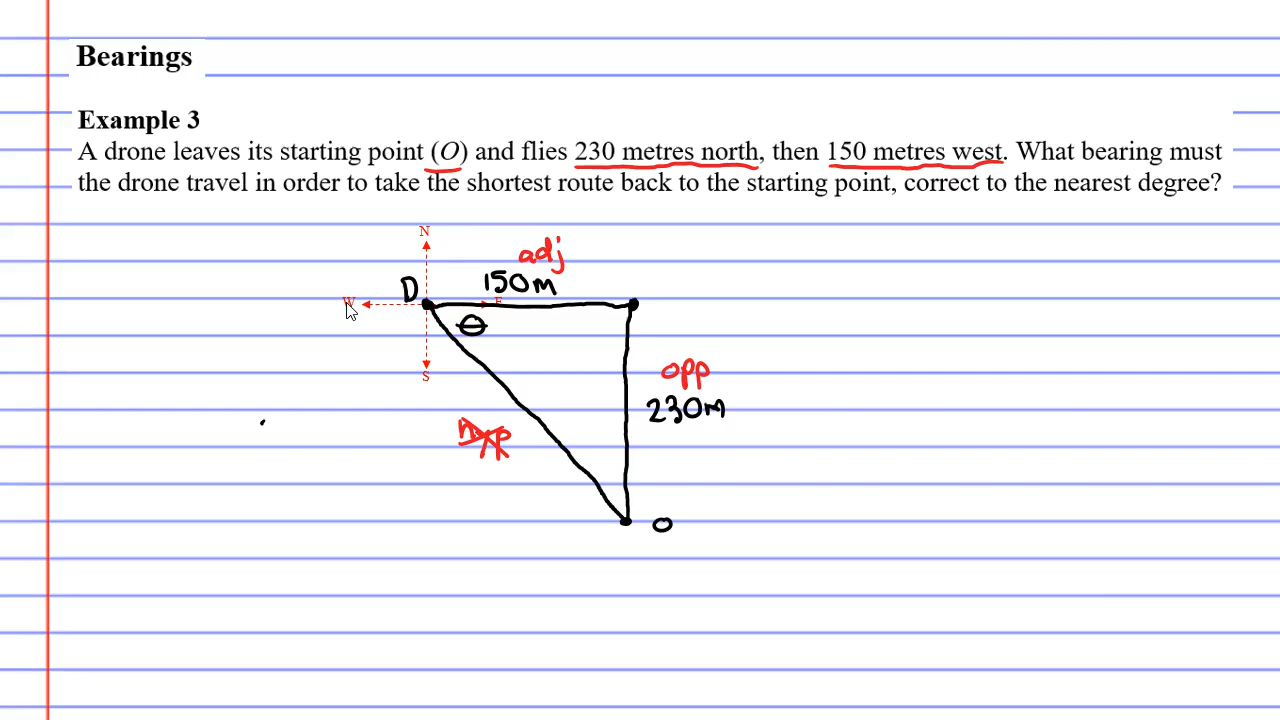 Bearings
Example 3
A drone leaves its starting point (O) and flies 230 metres north, then 150 metres west. What bearing must
the drone travel in order to take the shortest route back to the starting point, correct to the nearest degree?
N
adj
D 150m
W E
θ
opp
S
230m
hyp
O